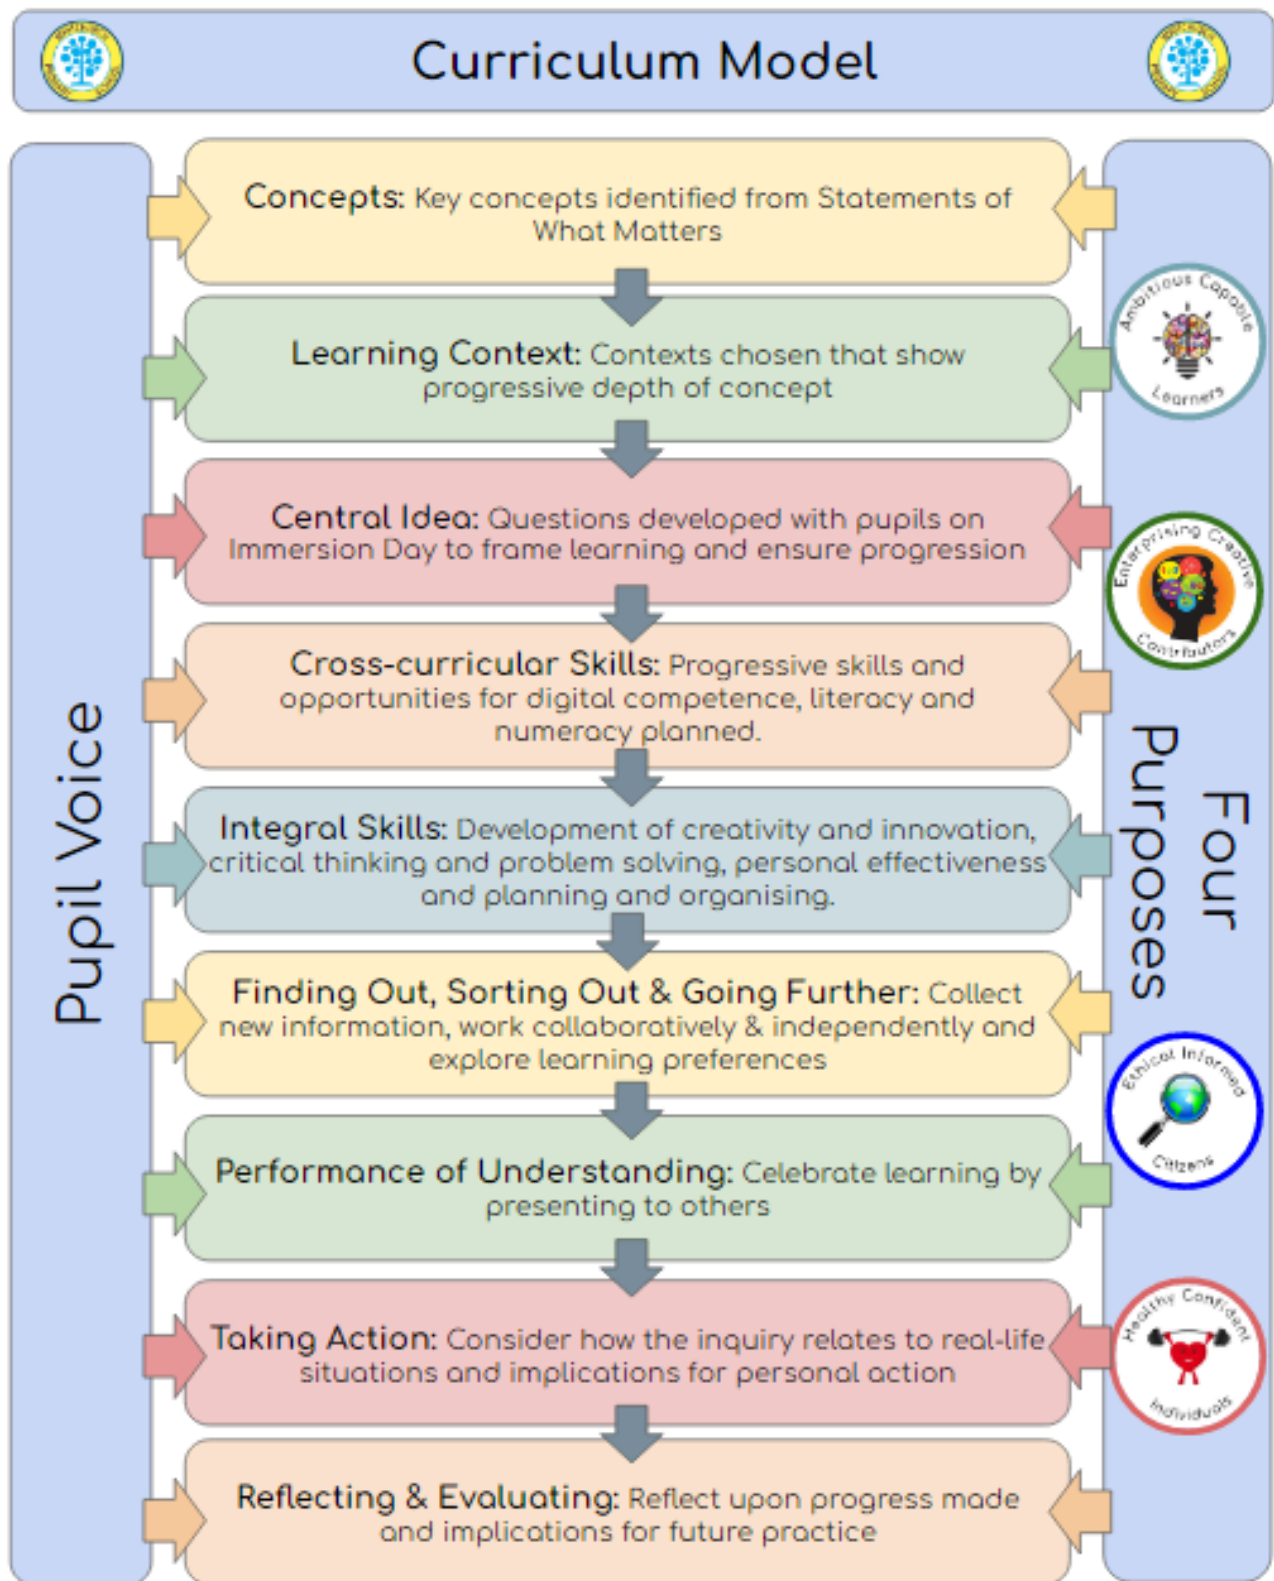 Curriculum Model
Pupil Voice
Concepts: Key concepts identified from Statements of
What Matters
Learning Context: Contexts chosen that show
progressive depth of concept
Central Idea: Questions developed with pupils on
Immersion Day to frame learning and ensure progression
Cross-curricular Skills: Progressive skills and
opportunities for digital competence, literacy and
numeracy planned.
Integral Skills: Development of creativity and innovation,
critical thinking and problem solving, personal effectiveness
and planning and organising.
Finding Out, Sorting Out & Going Further: Collect
new information, work collaboratively & independently and
explore learning preferences
Performance of Understanding: Celebrate learning by
presenting to others
Taking Action: Consider how the inquiry relates to real-life
situations and implications for personal action
Reflecting & Evaluating: Reflect upon progress made
and implications for future practice
Four
Purposes
Ambitious Capable
Learners
Enterprising Creative
Contributors
Ethical Informed
Citizens
Healthy Confident
Individuals